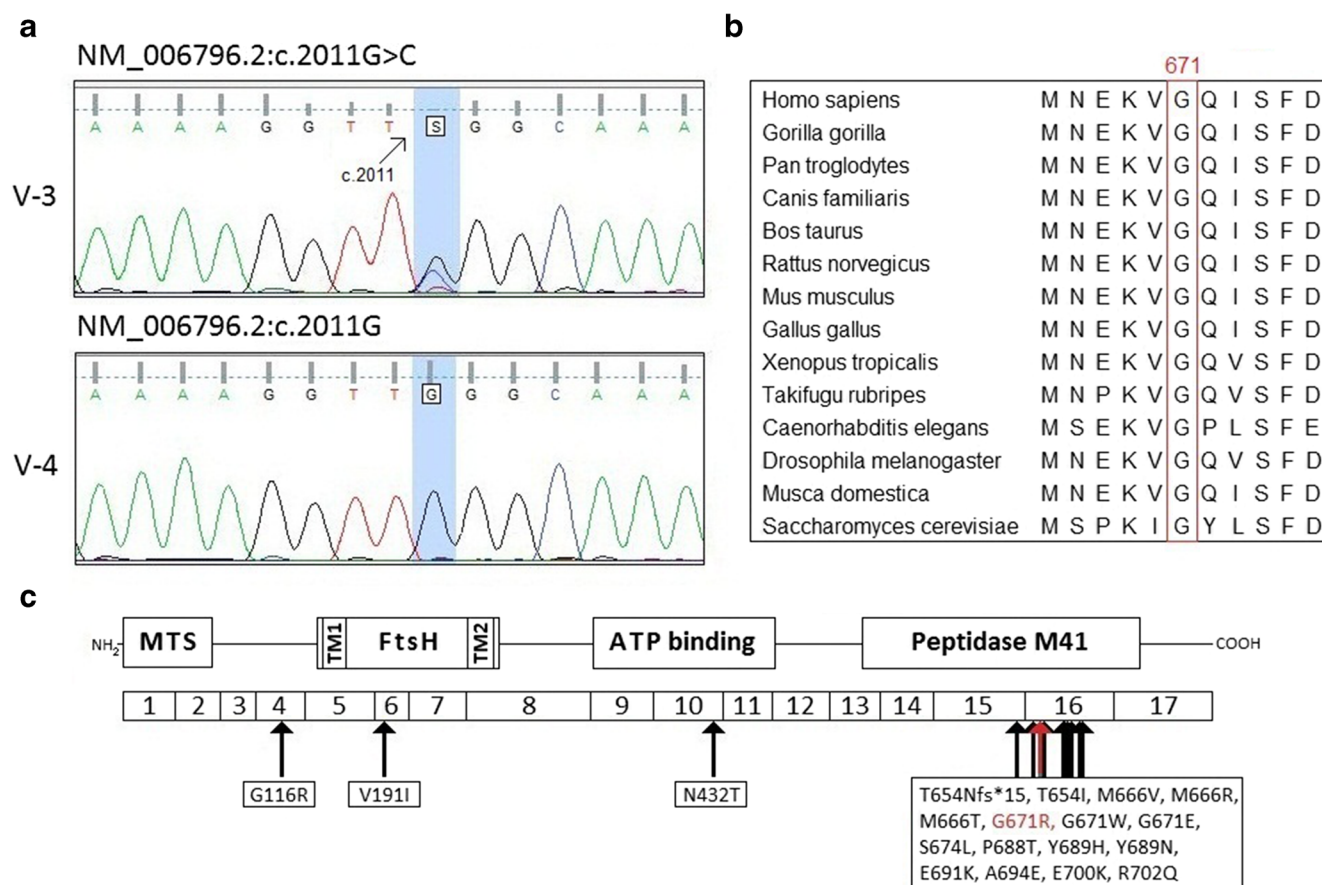 a
NM_006796.2:c.2011G>C
A A A A G G T T S G G C A A A
c.2011
V-3
NM_006796.2:c.2011G
A A A A G G T T G G G C A A A
V-4
b
671
Homo sapiens M N E K V G Q I S F D
Gorilla gorilla M N E K V G Q I S F D
Pan troglodytes M N E K V G Q I S F D
Canis familiaris M N E K V G Q I S F D
Bos taurus M N E K V G Q I S F D
Rattus norvegicus M N E K V G Q I S F D
Mus musculus M N E K V G Q I S F D
Gallus gallus M N E K V G Q I S F D
Xenopus tropicalis M N E K V G Q V S F D
Takifugu rubripes M N P K V G Q V S F D
Caenorhabditis elegans M S E K V G P L S F E
Drosophila melanogaster M N E K V G Q V S F D
Musca domestica M N E K V G Q I S F D
Saccharomyces cerevisiae M S P K I G Y L S F D
c
NH2 MTS TM1 FtsH TM2 ATP binding Peptidase M41 COOH
1 2 3 4 5 6 7 8 9 10 11 12 13 14 15 16 17
G116R V191I N432T
T654Nfs*15, T654I, M666V, M666R,
M666T, G671R, G671W, G671E,
S674L, P688T, Y689H, Y689N,
E691K, A694E, E700K, R702Q